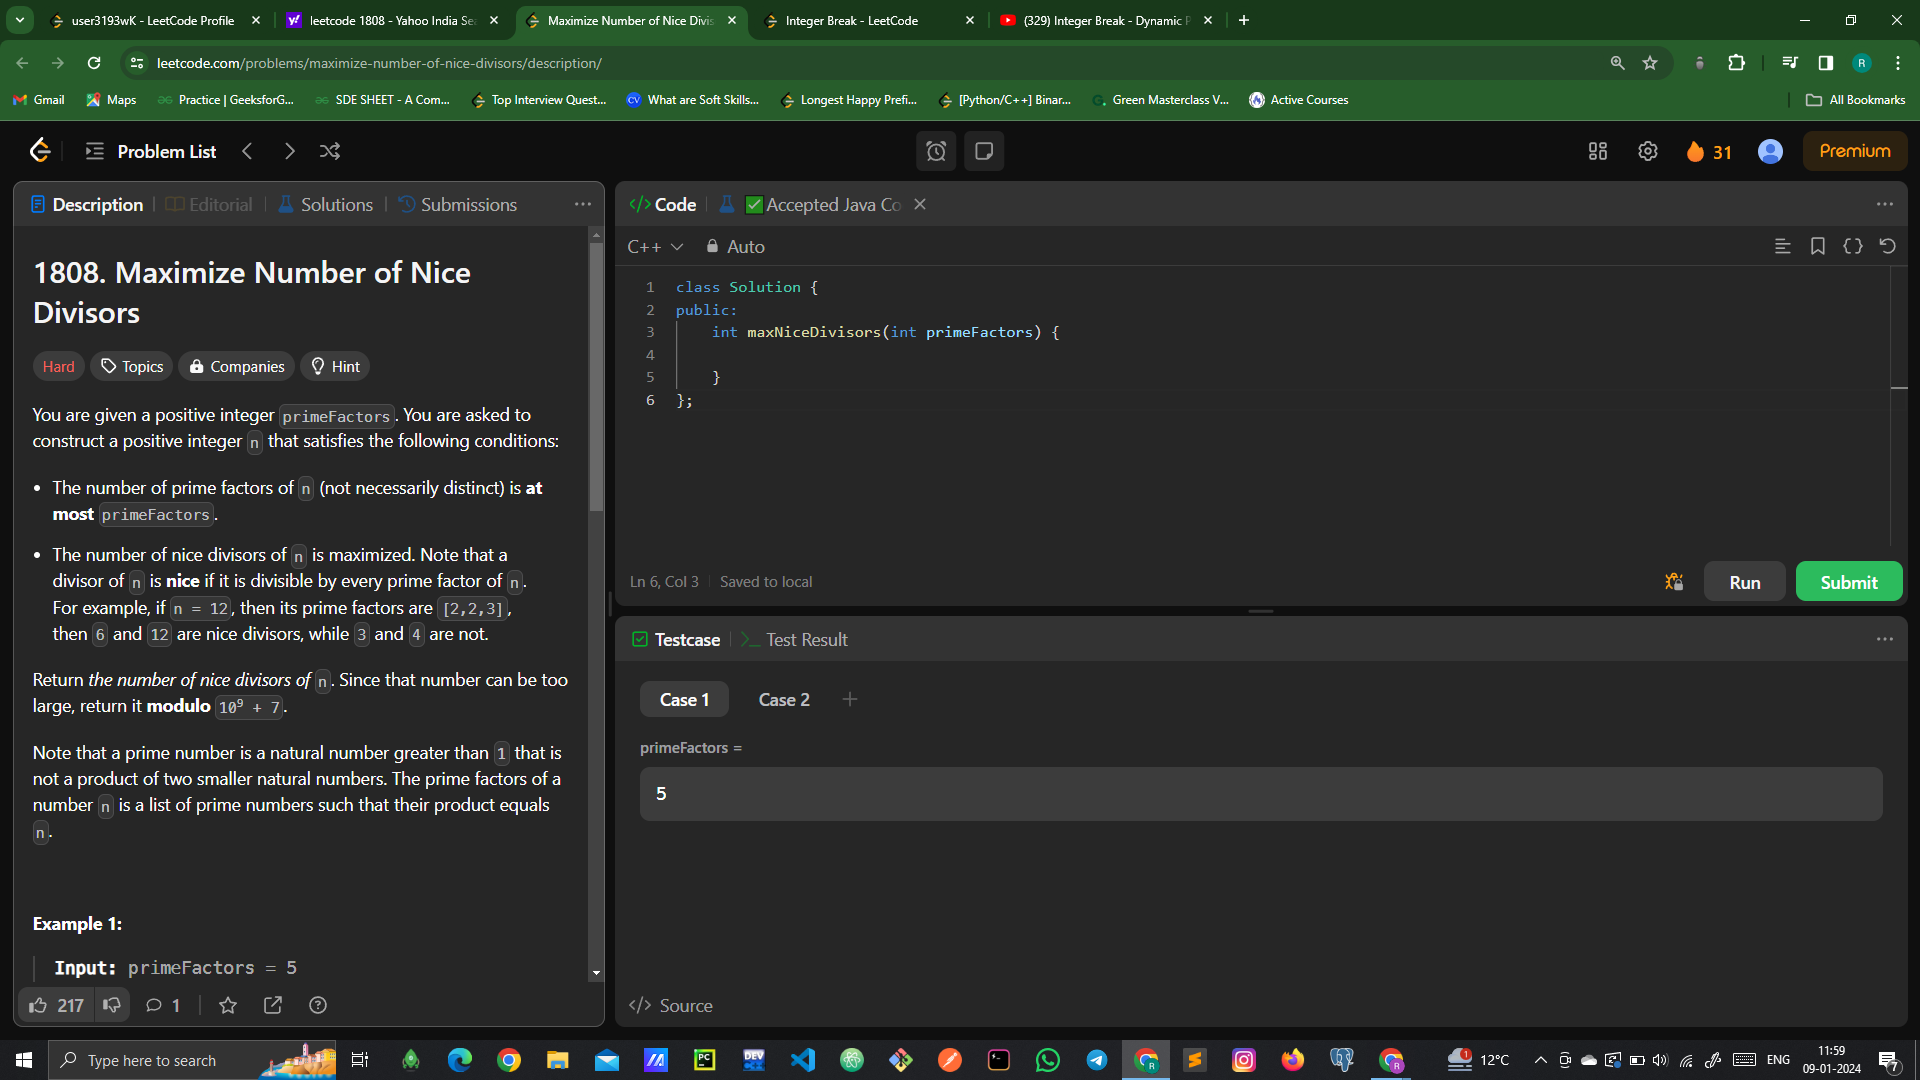 user3193wK - LeetCode Profile
leetcode 1808 - Yahoo India Se
Maximize Number of Nice Divis
Integer Break - LeetCode
(329) Integer Break - Dynamic P
leetcode.com/problems/maximize-number-of-nice-divisors/description/
R
Gmail
Maps
Practice | GeeksforG...
SDE SHEET - A Com...
Top Interview Quest...
CV
What are Soft Skills...
Longest Happy Prefi...
[Python/C++] Binar...
Green Masterclass V...
Active Courses
All Bookmarks
Problem List
31
Premium
Description
Editorial
Solutions
Submissions
1808. Maximize Number of Nice
Divisors
Hard
Topics
Companies
Hint
You are given a positive integer primeFactors. You are asked to
construct a positive integer n that satisfies the following conditions:
• The number of prime factors of n (not necessarily distinct) is at
most primeFactors.
• The number of nice divisors of n is maximized. Note that a
divisor of n is nice if it is divisible by every prime factor of n.
For example, if n = 12, then its prime factors are [2,2,3],
then 6 and 12 are nice divisors, while 3 and 4 are not.
Return the number of nice divisors of n. Since that number can be too
large, return it modulo 10⁹ + 7.
Note that a prime number is a natural number greater than 1 that is
not a product of two smaller natural numbers. The prime factors of a
number n is a list of prime numbers such that their product equals
n.
Example 1:
Input: primeFactors = 5
217
1
</> Code
Accepted Java Co
C++
Auto
1 class Solution {
2 public:
3 int maxNiceDivisors(int primeFactors) {
4
5 }
6 };
Ln 6, Col 3
Saved to local
Run
Submit
Testcase
Test Result
Case 1
Case 2
primeFactors =
5
</> Source
Type here to search
PC
DEV
R
1
12°C
ENG
11:59
09-01-2024
7